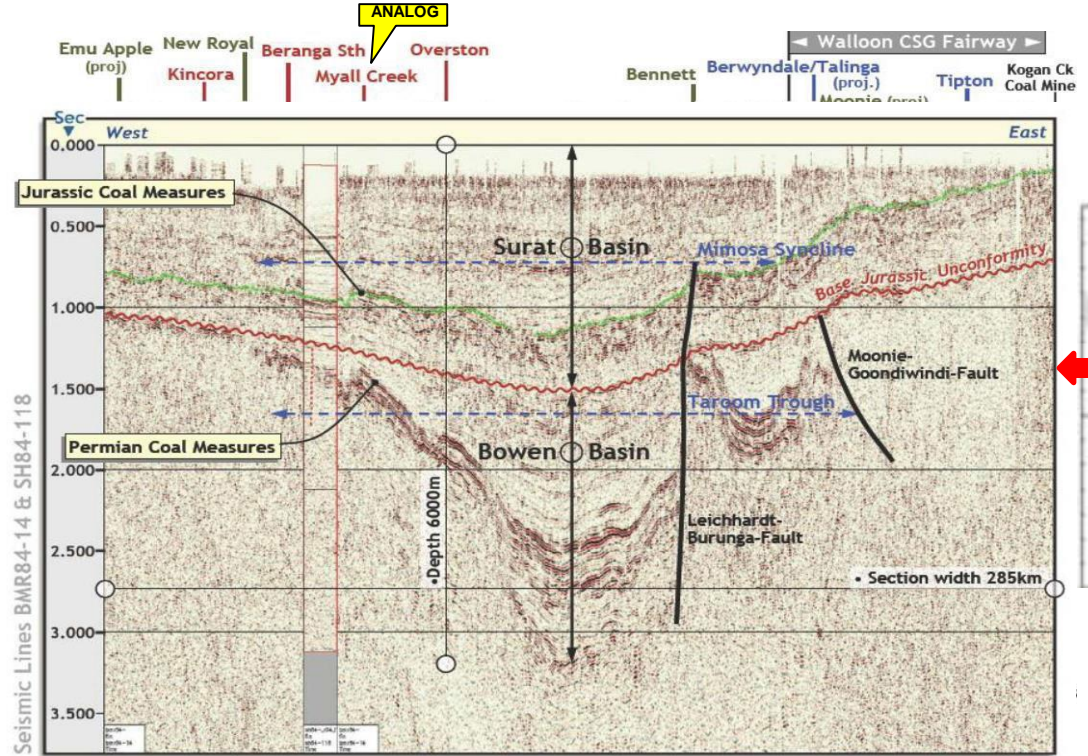 ANALOG
Walloon CSG Fairway
Emu Apple
(proj)
New Royal
Kincora
Beranga Sth
Myall Creek
Overston
Bennett
Berwyndale/Talinga
(proj.)
Moonie (proj)
Tipton
Kogan Ck
Coal Mine
Sec
West
East
0.000
Jurassic Coal Measures
0.500
Surat Basin
Mimosa Syncline
Base Jurassic Unconformity
1.000
Moonie-
Goondiwindi-Fault
1.500
Taroom Trough
Permian Coal Measures
Bowen Basin
2.000
•Depth 6000m
Leichhardt-
Burunga-Fault
2.500
• Section width 285km
3.000
3.500
Seismic Lines BMR84-14 & SH84-118